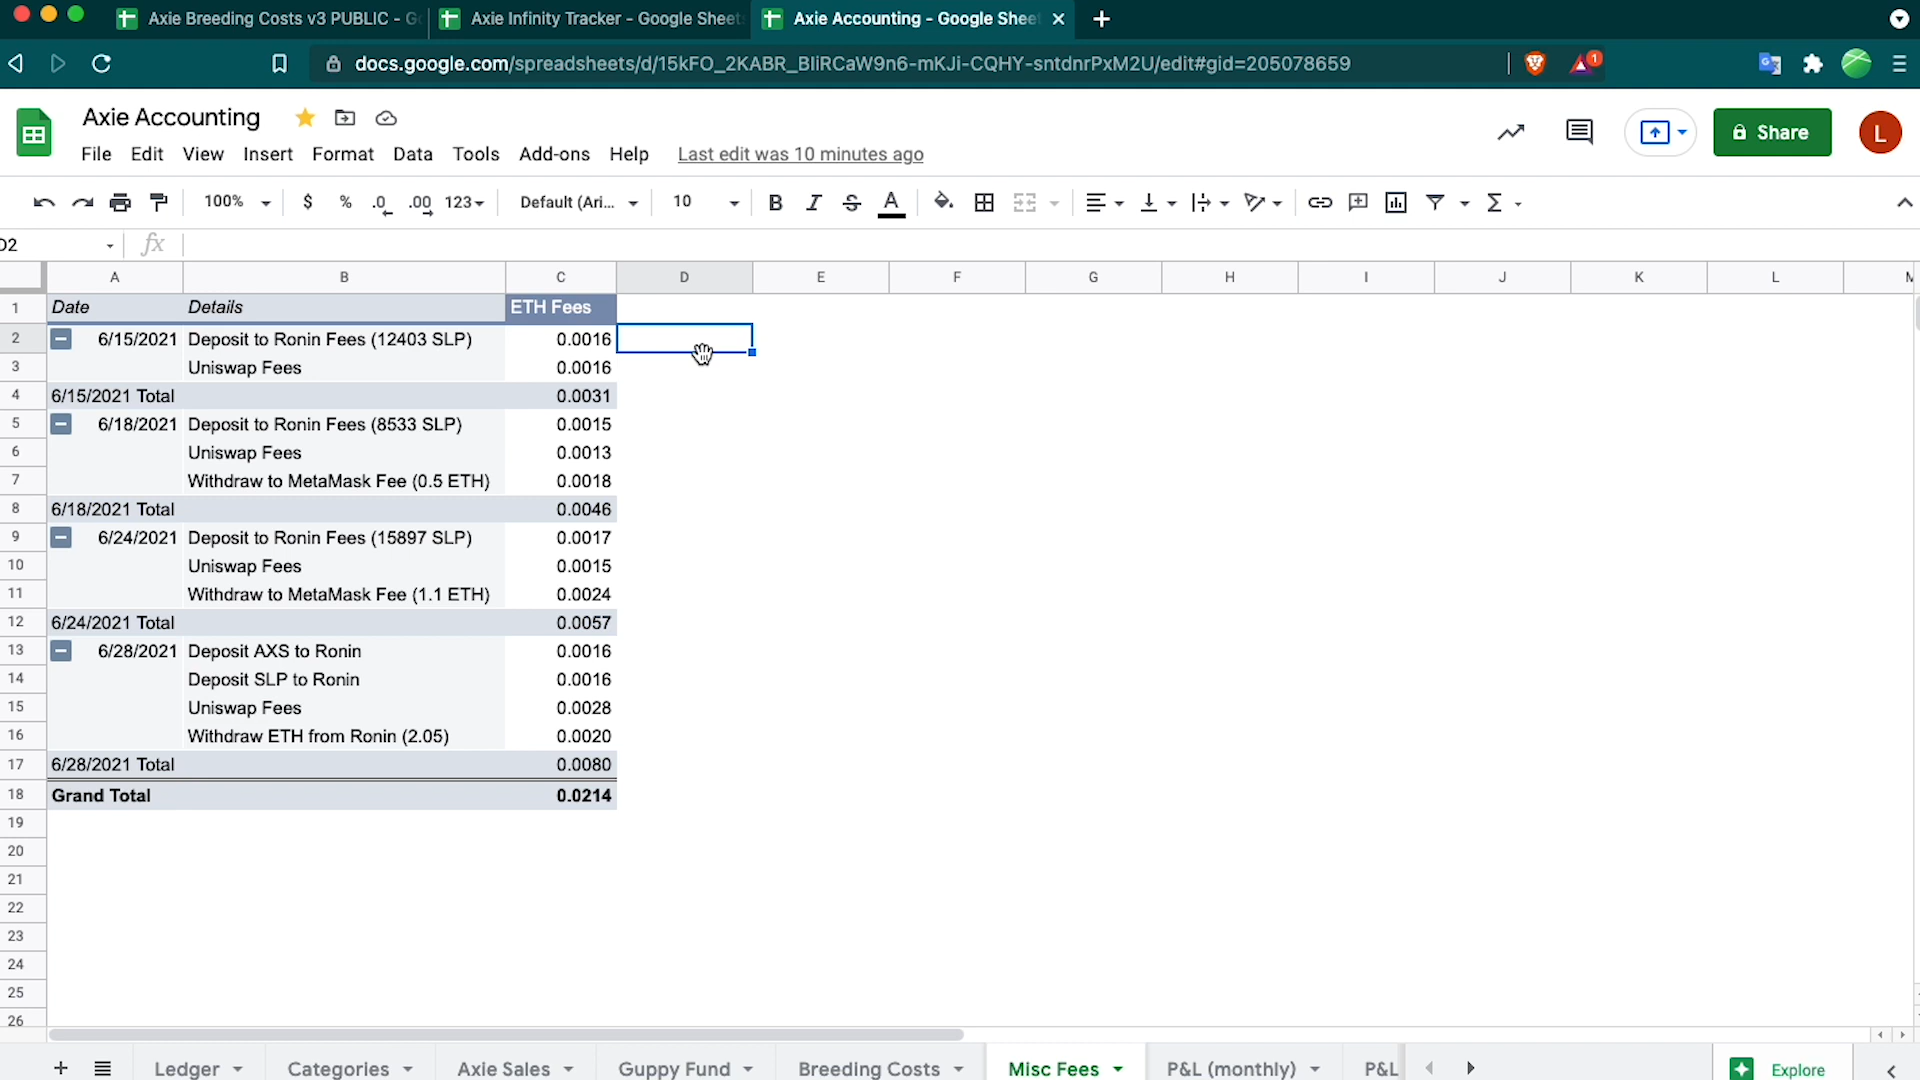 Axie Breeding Costs v3 PUBLIC - Go
Axie Infinity Tracker - Google Sheets
Axie Accounting - Google Sheet
docs.google.com/spreadsheets/d/15kFO_2KABR_BliRCaW9n6-mKJi-CQHY-sntdnrPxM2U/edit#gid=205078659
1
Axie Accounting
Share
L
File Edit View Insert Format Data Tools Add-ons Help Last edit was 10 minutes ago
100% $ % .0 .00 123 Default (Ari... 10 B I S A Σ
D2 fx
A B C D E F G H I J K L M
1 Date Details ETH Fees
2 6/15/2021 Deposit to Ronin Fees (12403 SLP) 0.0016
3 Uniswap Fees 0.0016
4 6/15/2021 Total 0.0031
5 6/18/2021 Deposit to Ronin Fees (8533 SLP) 0.0015
6 Uniswap Fees 0.0013
7 Withdraw to MetaMask Fee (0.5 ETH) 0.0018
8 6/18/2021 Total 0.0046
9 6/24/2021 Deposit to Ronin Fees (15897 SLP) 0.0017
10 Uniswap Fees 0.0015
11 Withdraw to MetaMask Fee (1.1 ETH) 0.0024
12 6/24/2021 Total 0.0057
13 6/28/2021 Deposit AXS to Ronin 0.0016
14 Deposit SLP to Ronin 0.0016
15 Uniswap Fees 0.0028
16 Withdraw ETH from Ronin (2.05) 0.0020
17 6/28/2021 Total 0.0080
18 Grand Total 0.0214
19
20
21
22
23
24
25
26
Ledger Categories Axie Sales Guppy Fund Breeding Costs Misc Fees P&L (monthly) P&L Explore